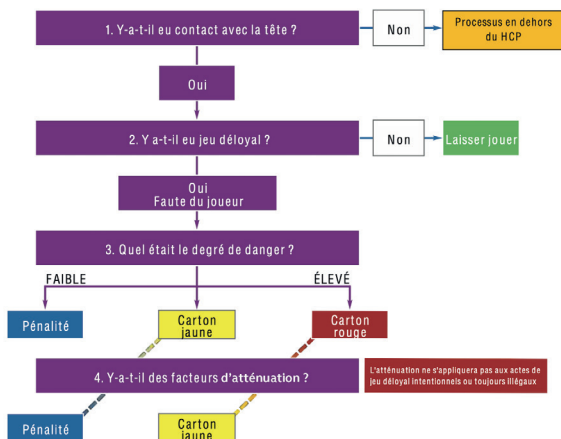 1. Y-a-t-il eu contact avec la tête ?
Non
Processus en dehors
du HCP
Oui
2. Y a-t-il eu jeu déloyal ?
Non
Laisser jouer
Oui
Faute du joueur
3. Quel était le degré de danger ?
FAIBLE
ÉLEVÉ
Pénalité
Carton
jaune
Carton
rouge
4. Y-a-t-il des facteurs d'atténuation ?
L'atténuation ne s'appliquera pas aux actes de
jeu déloyal intentionnels ou toujours illégaux
Pénalité
Carton
jaune